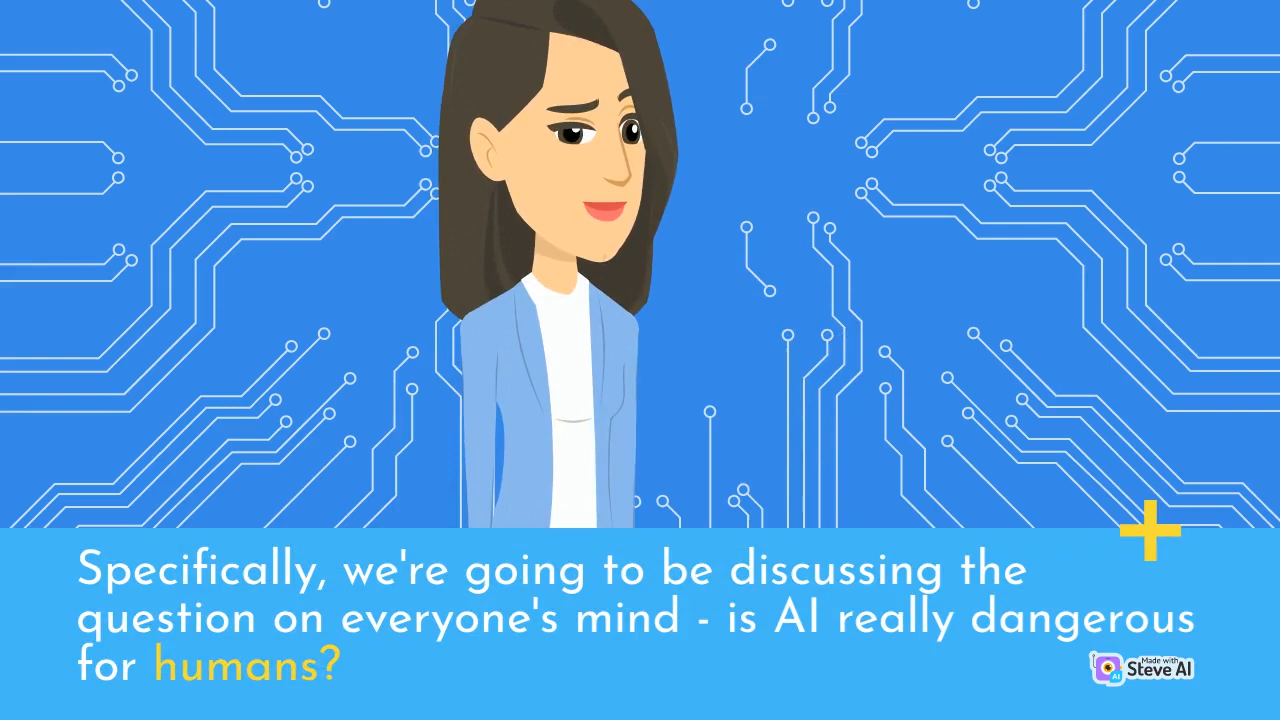 Specifically, we're going to be discussing the
question on everyone's mind - is AI really dangerous
for humans?
Made with
Steve AI
AI